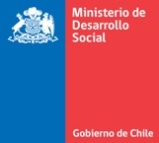 Ministerio de
Desarrollo
Social
Gobierno de Chile